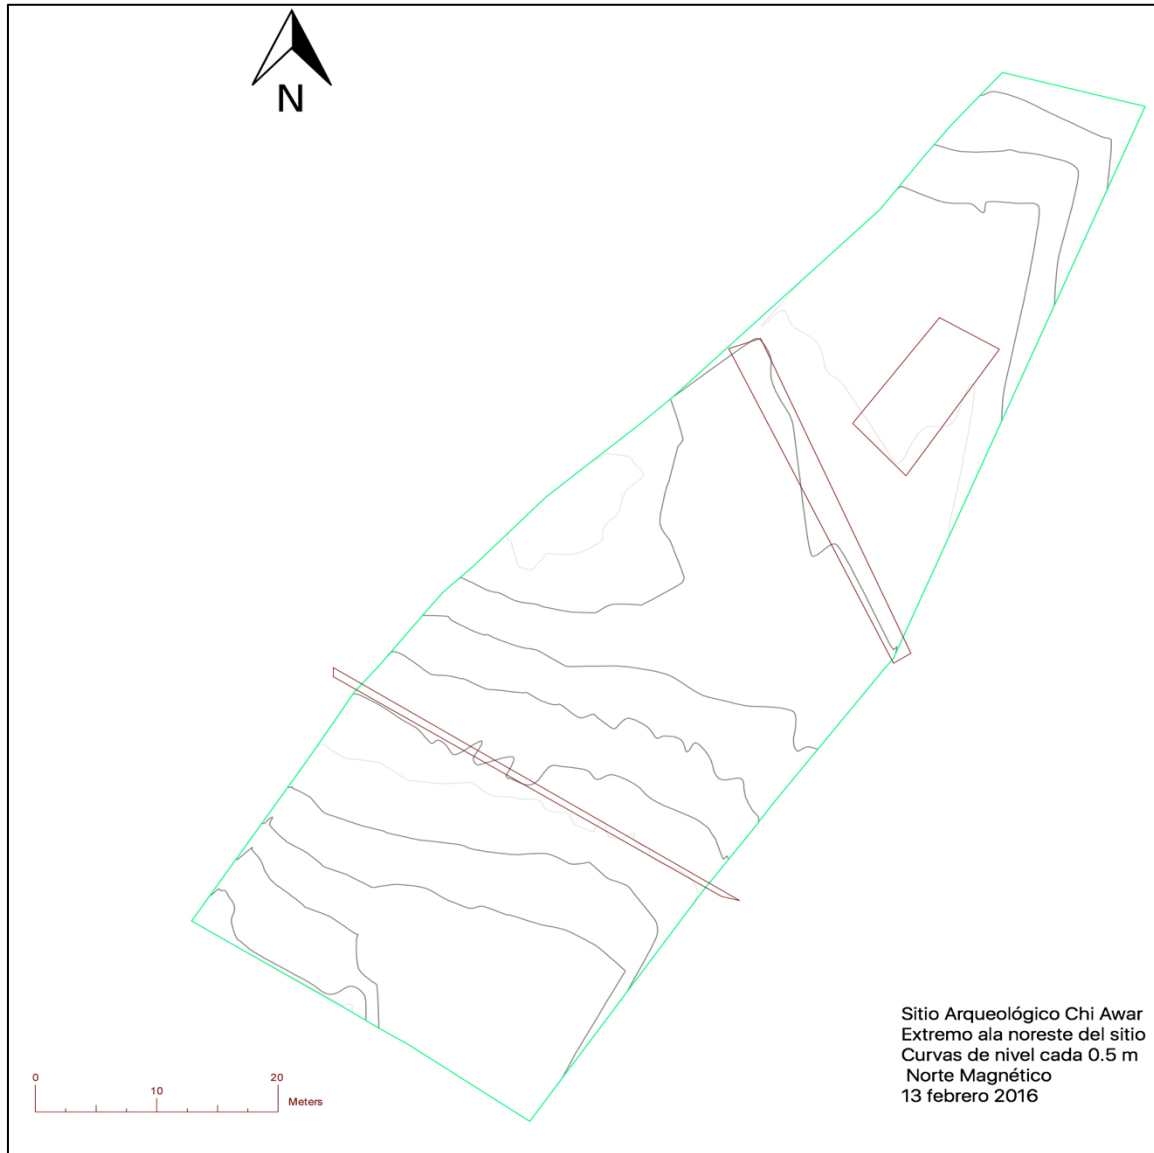 N
Sitio Arqueológico Chi Awar
Extremo ala noreste del sitio
Curvas de nivel cada 0.5 m
Norte Magnético
13 febrero 2016
0
10
20
Meters